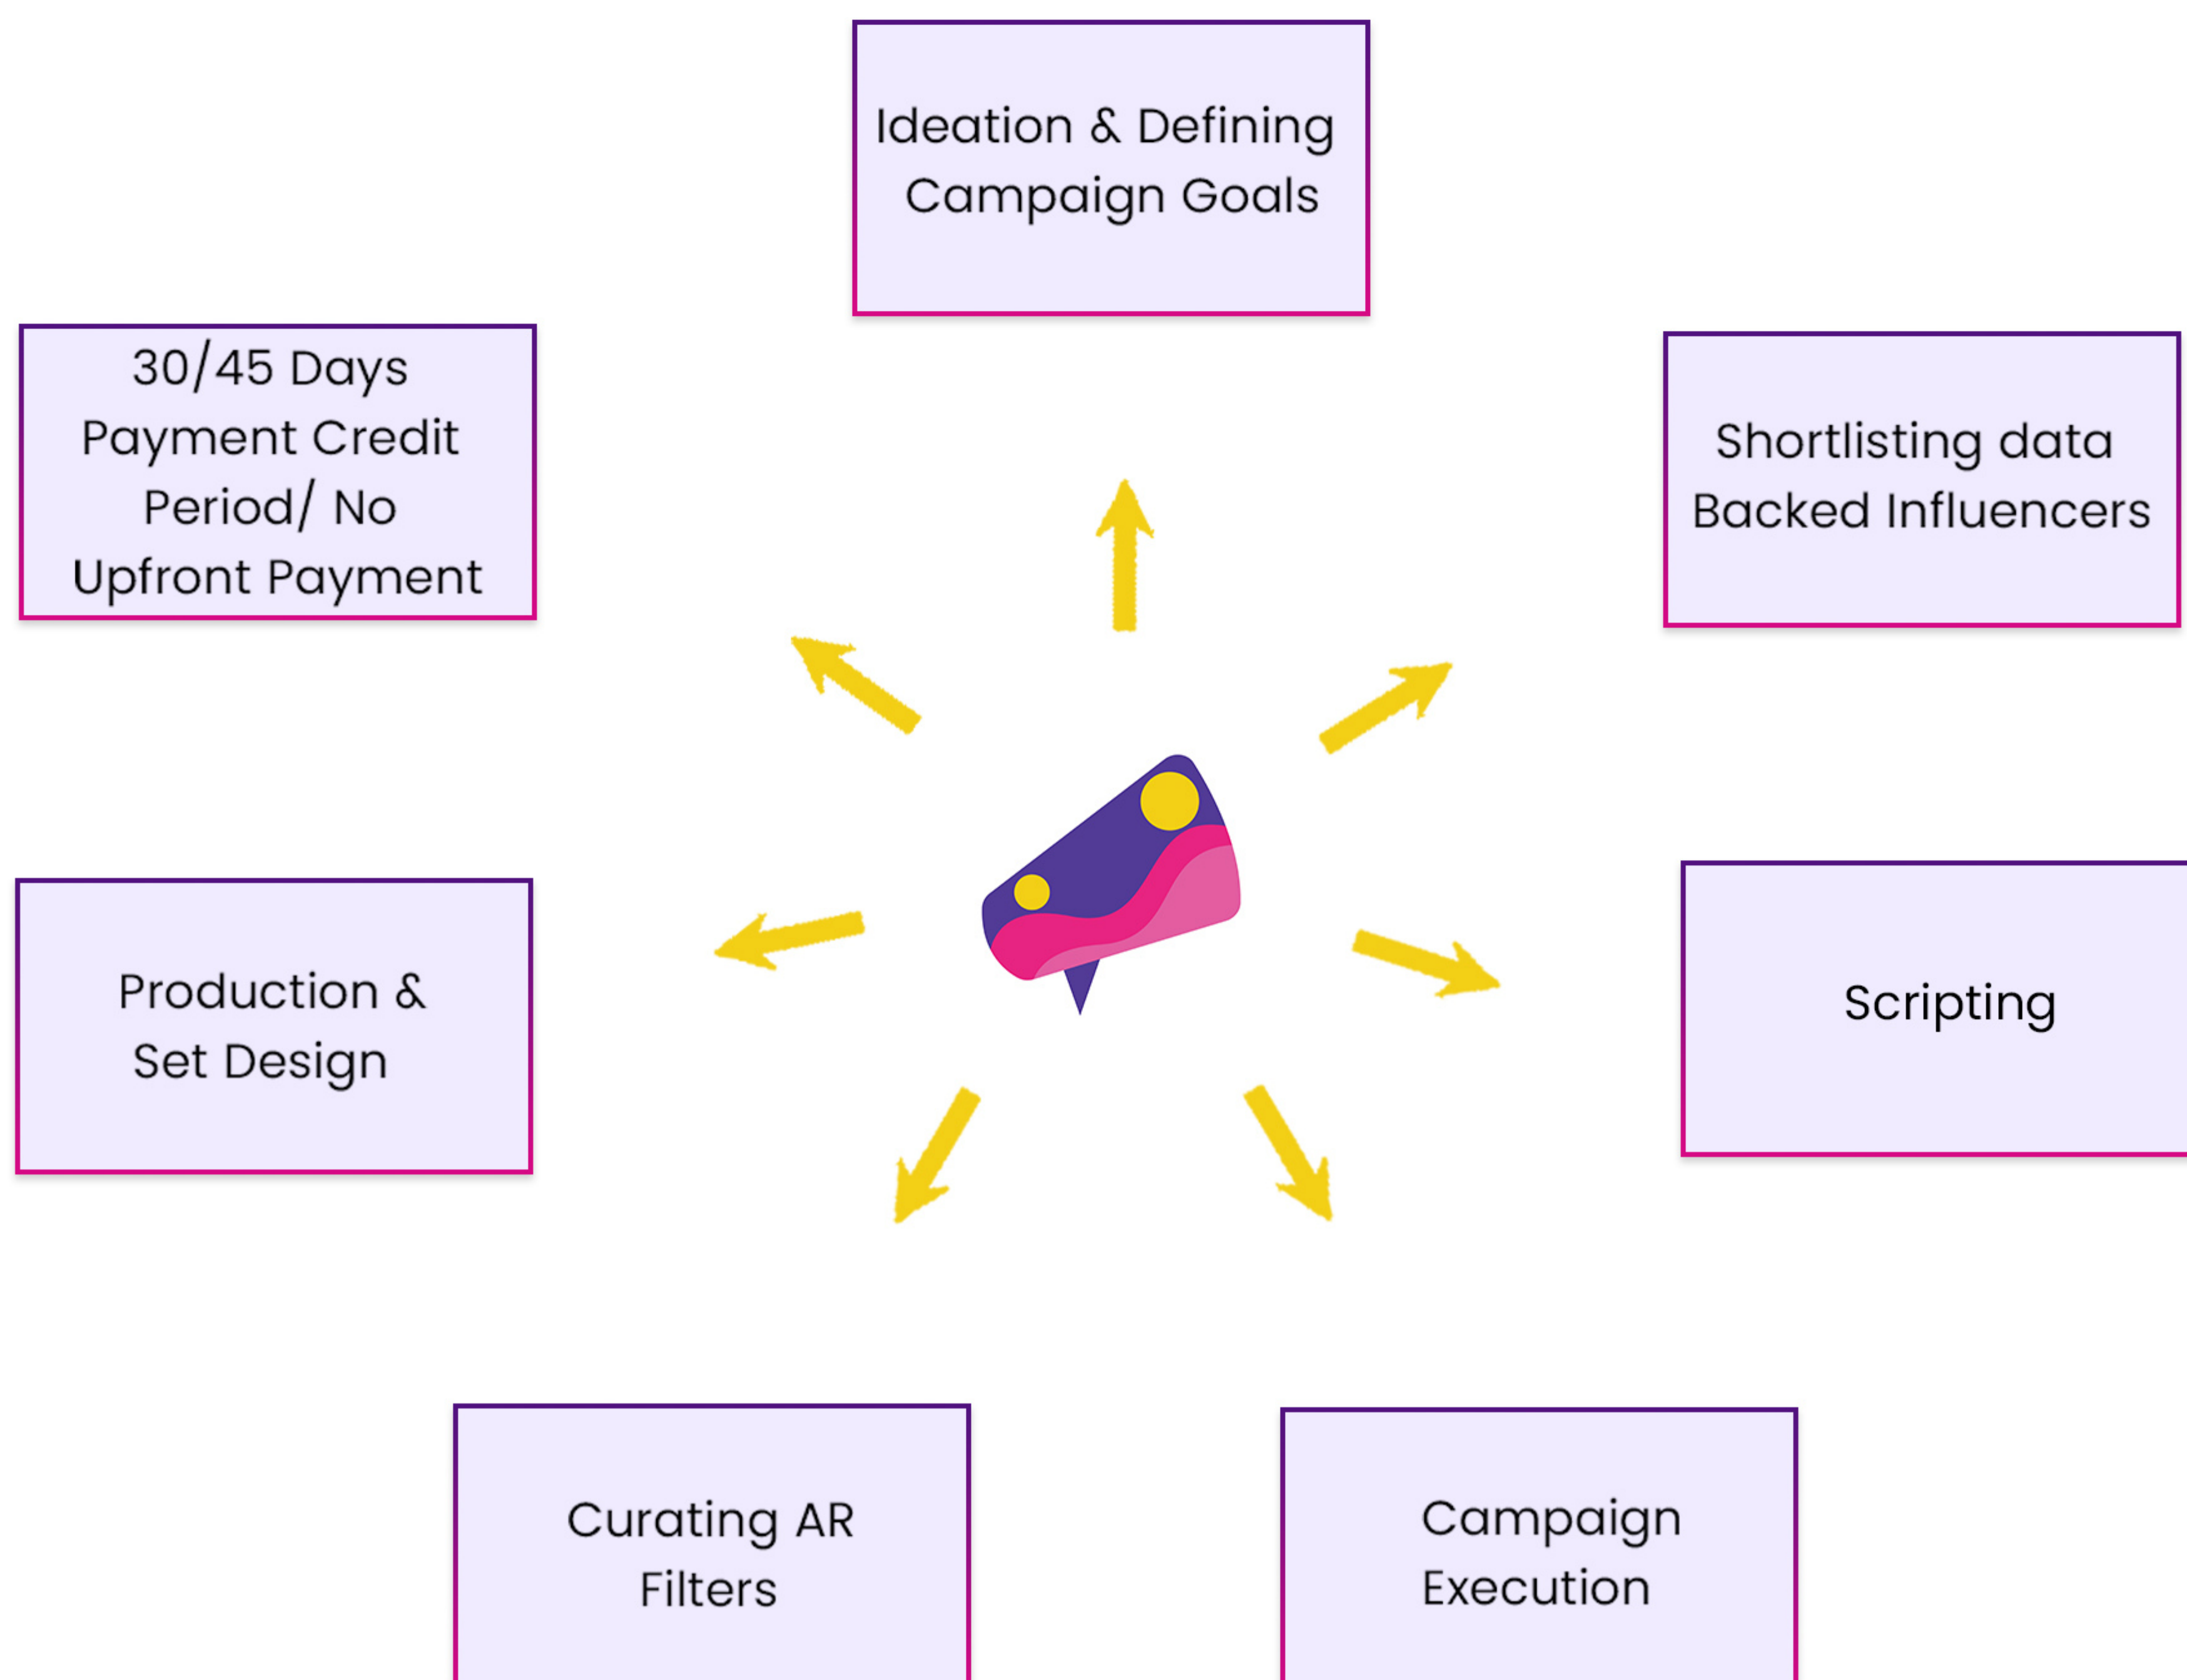 Ideation & Defining
Campaign Goals
30/45 Days
Payment Credit
Period/ No
Upfront Payment
Shortlisting data
Backed Influencers
Production &
Set Design
Scripting
Curating AR
Filters
Campaign
Execution